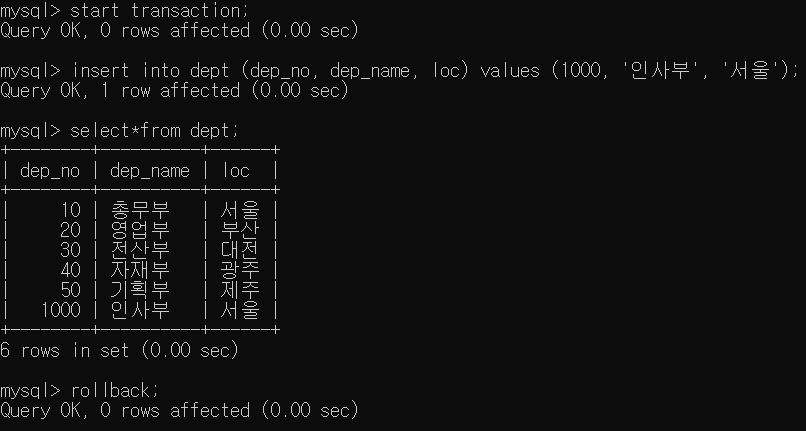 mysql> start transaction;
Query OK, 0 rows affected (0.00 sec)
mysql> insert into dept (dep_no, dep_name, loc) values (1000, '인사부', '서울');
Query OK, 1 row affected (0.00 sec)
mysql> select*from dept;
+--------+----------+------+
| dep_no | dep_name | loc  |
+--------+----------+------+
|     10 | 총무부   | 서울 |
|     20 | 영업부   | 부산 |
|     30 | 전산부   | 대전 |
|     40 | 자재부   | 광주 |
|     50 | 기획부   | 제주 |
|   1000 | 인사부   | 서울 |
+--------+----------+------+
6 rows in set (0.00 sec)
mysql> rollback;
Query OK, 0 rows affected (0.00 sec)